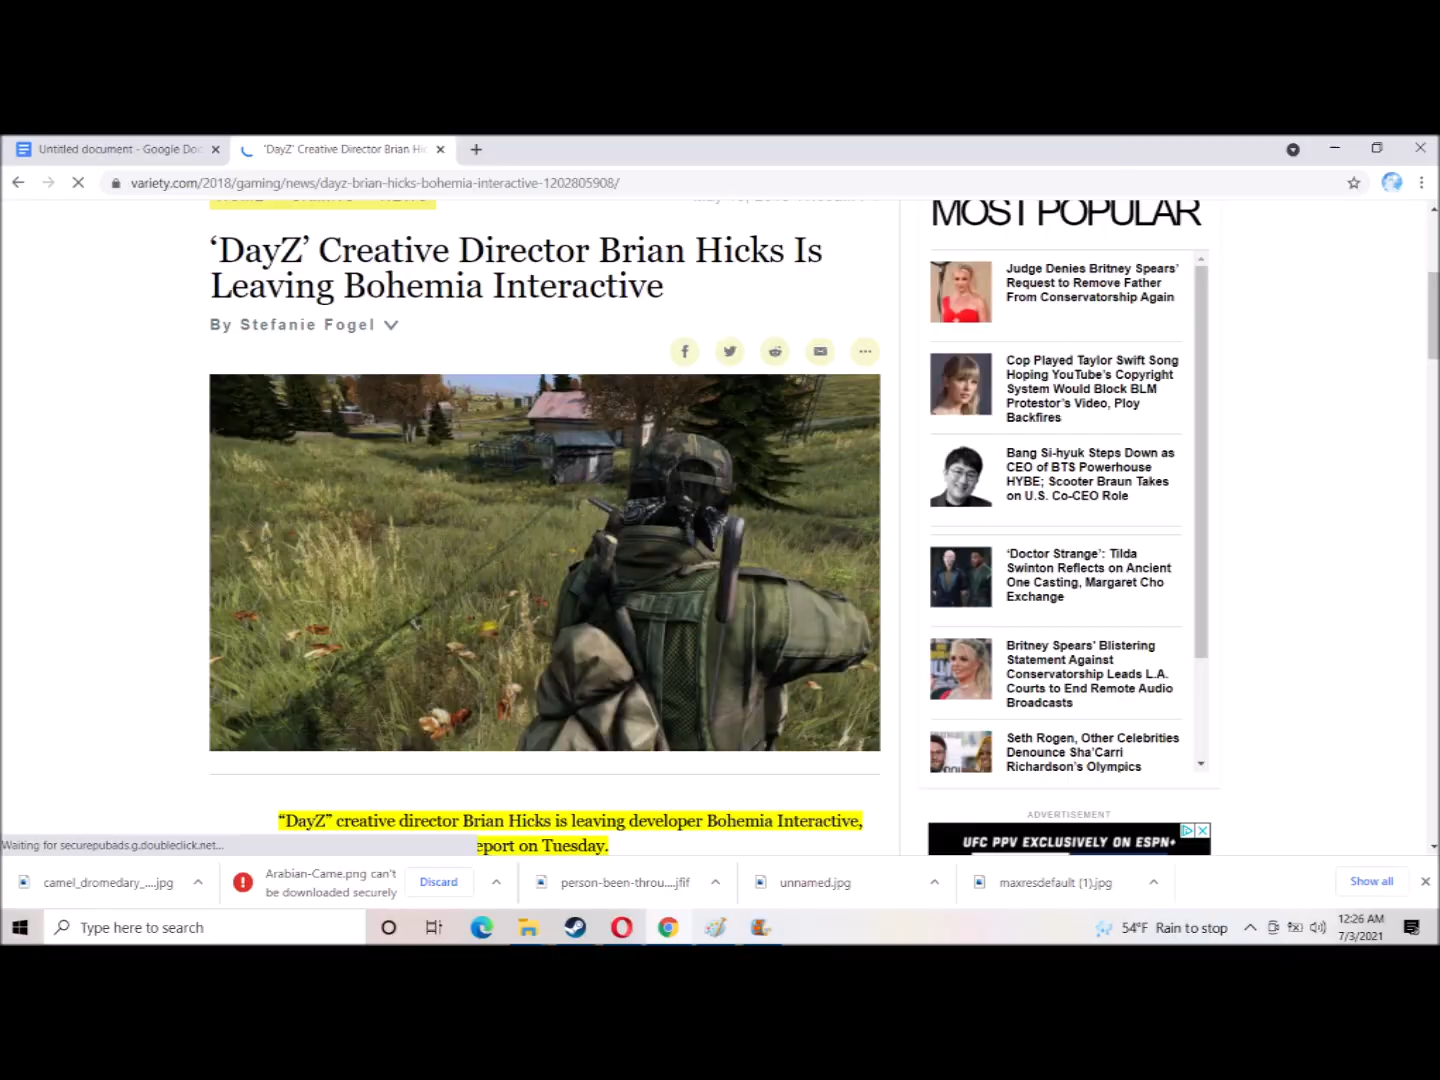 Untitled document - Google Doc
'DayZ' Creative Director Brian Hic
variety.com/2018/gaming/news/dayz-brian-hicks-bohemia-interactive-1202805908/
'DayZ' Creative Director Brian Hicks Is
Leaving Bohemia Interactive
By Stefanie Fogel
MOST POPULAR
Judge Denies Britney Spears'
Request to Remove Father
From Conservatorship Again
Cop Played Taylor Swift Song
Hoping YouTube's Copyright
System Would Block BLM
Protestor's Video, Ploy
Backfires
Bang Si-hyuk Steps Down as
CEO of BTS Powerhouse
HYBE; Scooter Braun Takes
on U.S. Co-CEO Role
'Doctor Strange': Tilda
Swinton Reflects on Ancient
One Casting, Margaret Cho
Exchange
Britney Spears' Blistering
Statement Against
Conservatorship Leads L.A.
Courts to End Remote Audio
Broadcasts
Seth Rogen, Other Celebrities
Denounce Sha'Carri
Richardson's Olympics
ADVERTISEMENT
UFC PPV EXCLUSIVELY ON ESPN+
"DayZ" creative director Brian Hicks is leaving developer Bohemia Interactive,
eport on Tuesday.
Waiting for securepubads.g.doubleclick.net...
camel_dromedary_....jpg
Arabian-Came.png can't
be downloaded securely
Discard
person-been-throu....jfif
unnamed.jpg
maxresdefault (1).jpg
Show all
Type here to search
54°F Rain to stop
12:26 AM
7/3/2021